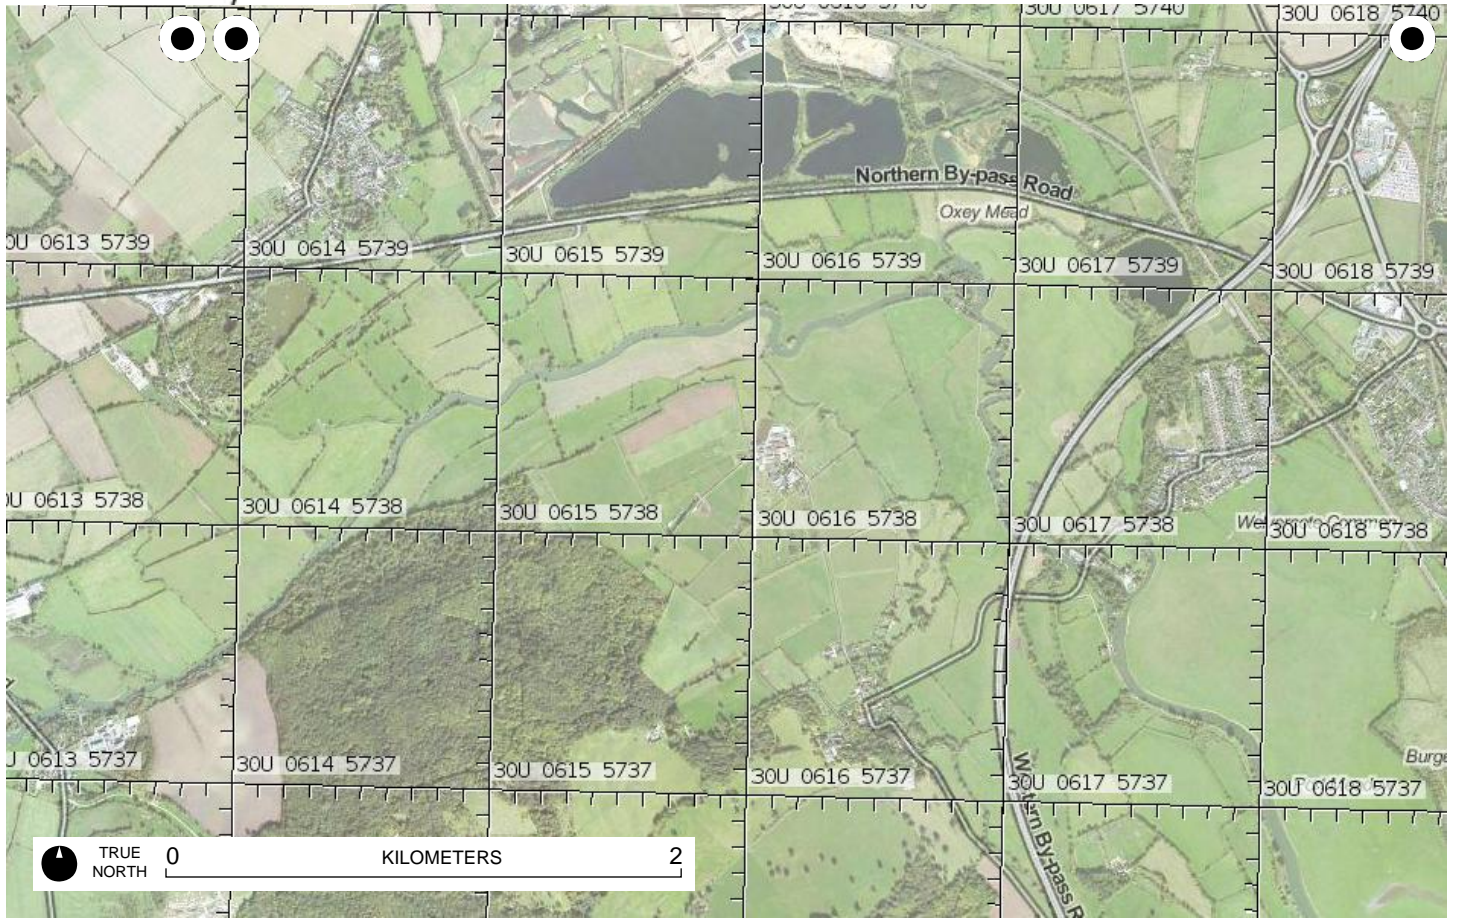 30U 0617 5740
30U 0618 5740
Northern By-pass Road
Oxey Mead
0613 5739
30U 0614 5739
30U 0615 5739
30U 0616 5739
30U 0617 5739
30U 0618 5739
0613 5738
30U 0614 5738
30U 0615 5738
30U 0616 5738
30U 0617 5738
30U 0618 5738
0613 5737
30U 0614 5737
30U 0615 5737
30U 0616 5737
30U 0617 5737
30U 0618 5737
Burge
TRUE NORTH
0 KILOMETERS 2